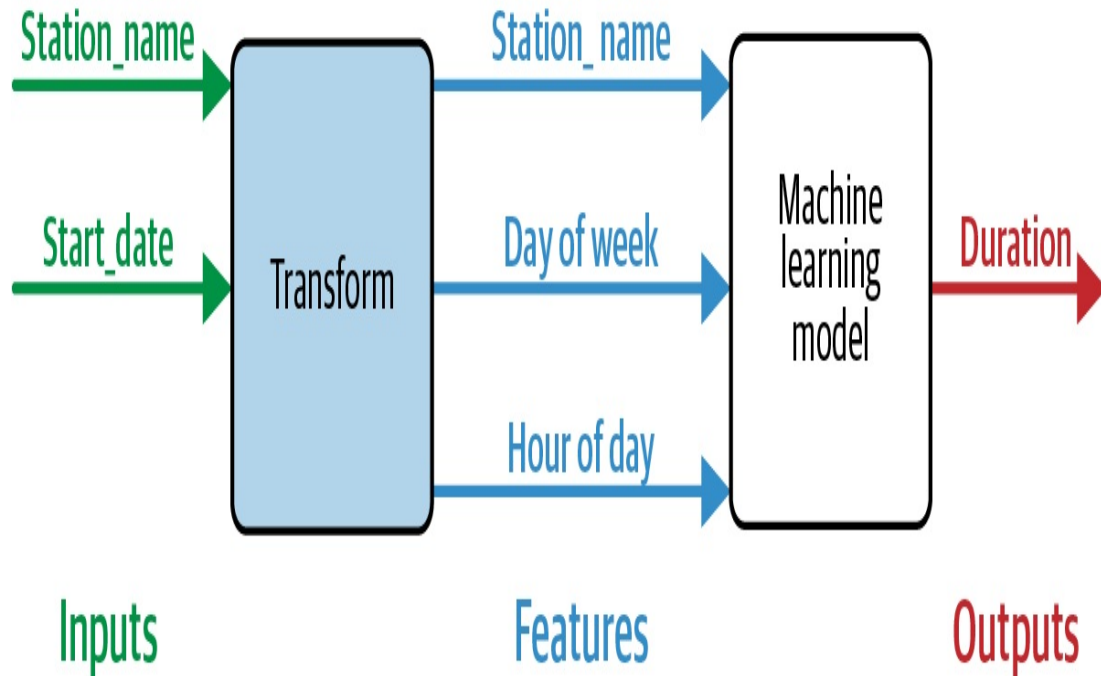 Station_name
Station_name
Start_date
Transform
Day of week
Machine
learning
model
Duration
Hour of day
Inputs
Features
Outputs